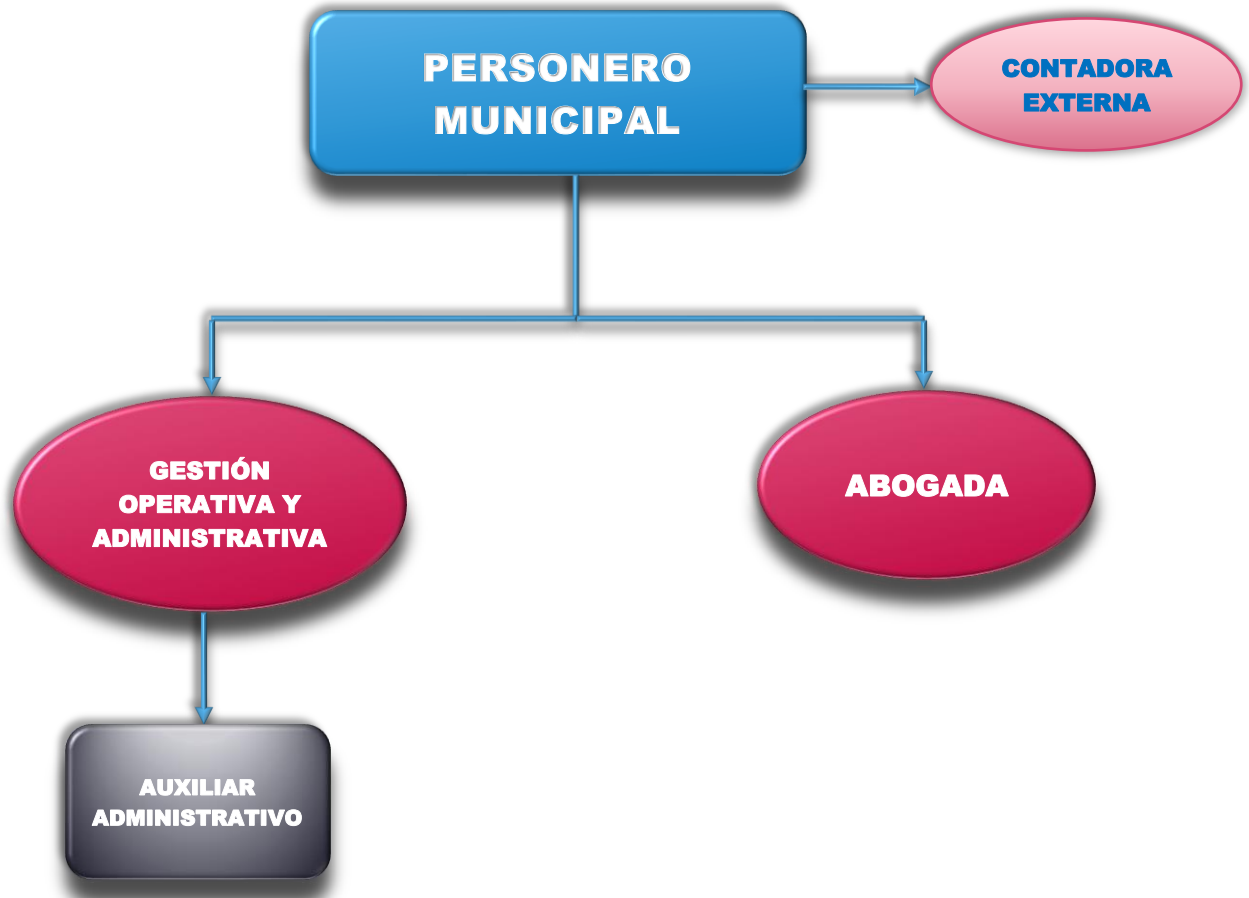 PERSONERO
MUNICIPAL
CONTADORA
EXTERNA
GESTIÓN
OPERATIVA Y
ADMINISTRATIVA
ABOGADA
AUXILIAR
ADMINISTRATIVO